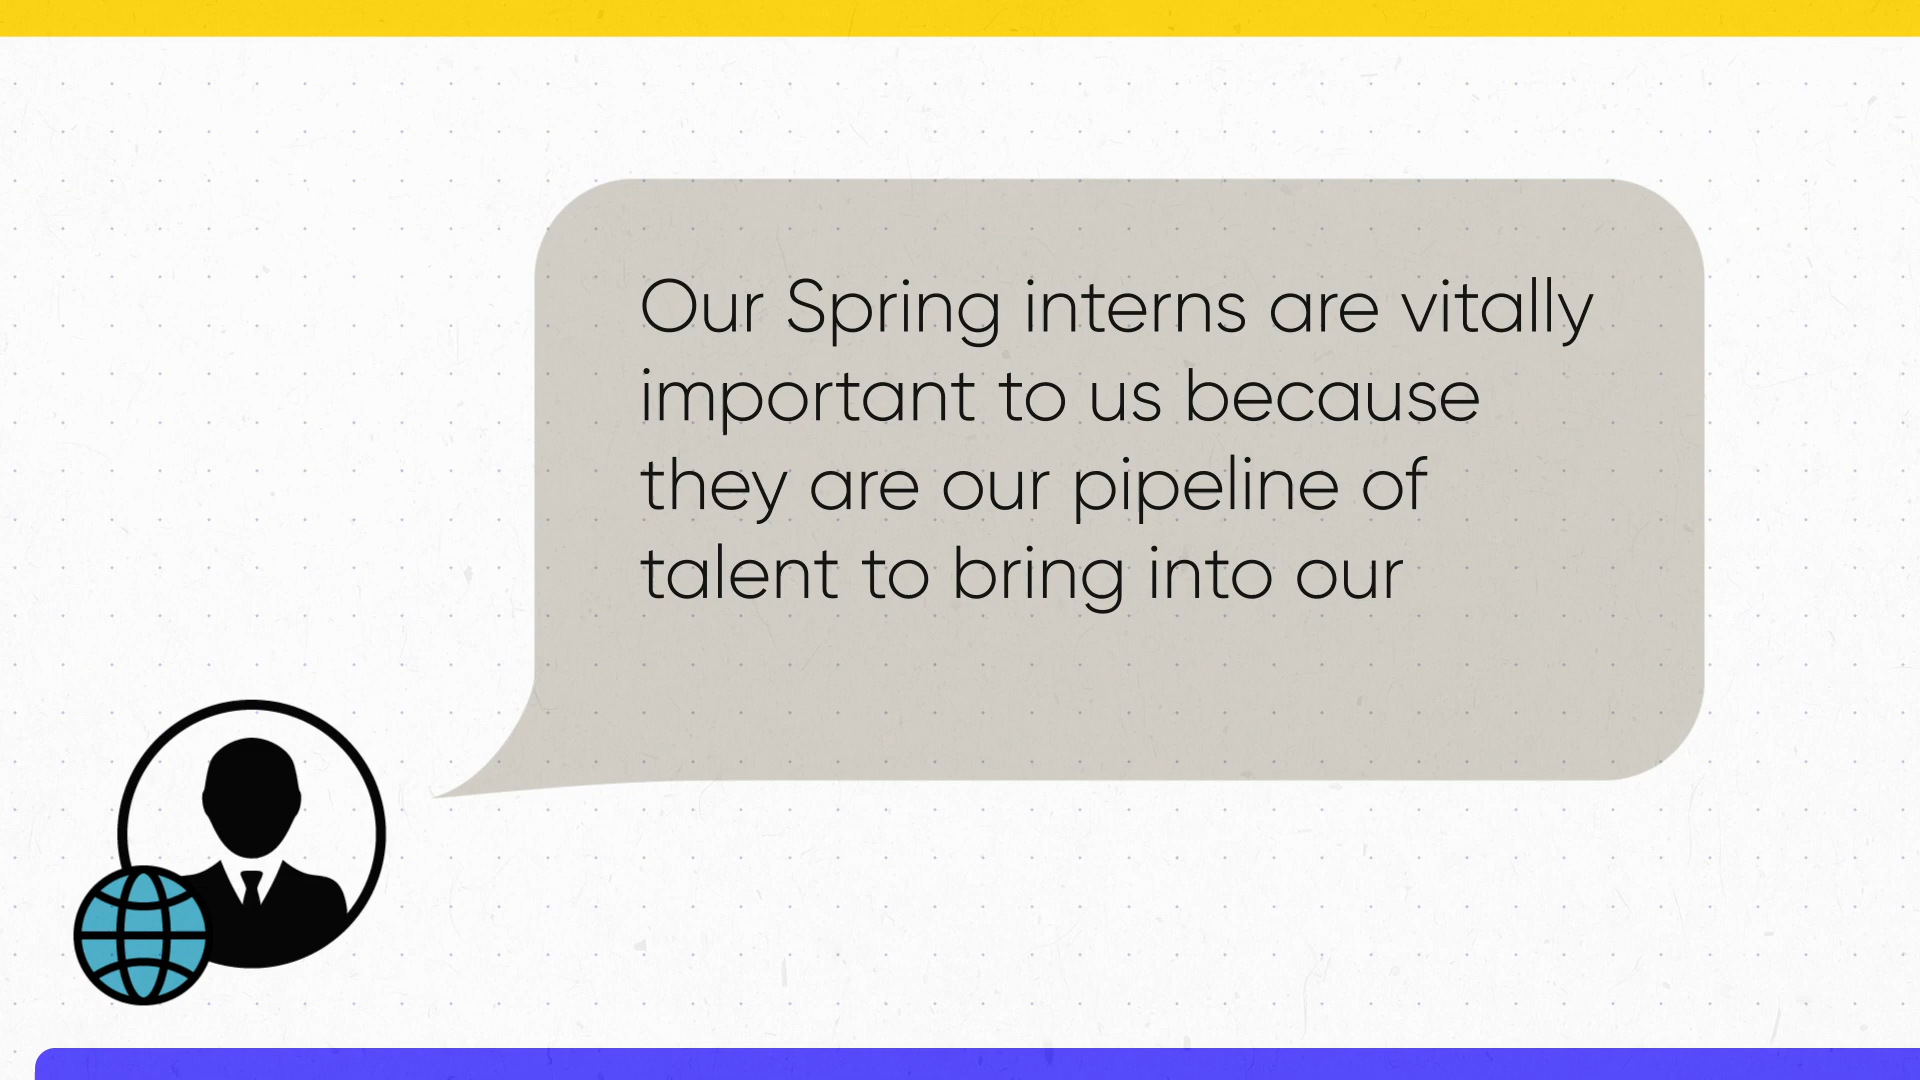 Our Spring interns are vitally
important to us because
they are our pipeline of
talent to bring into our